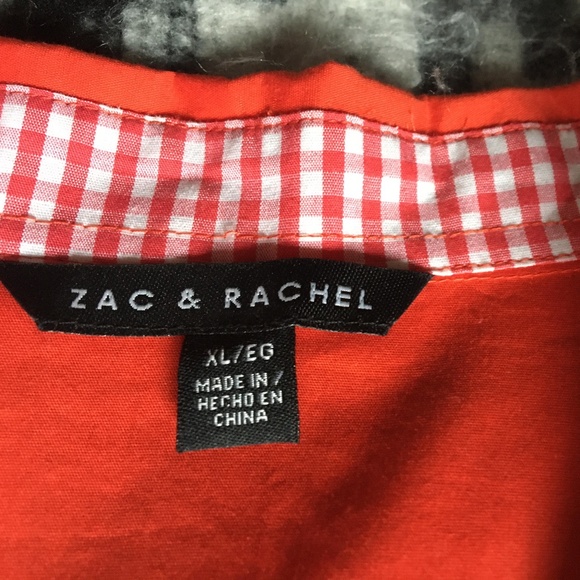 ZAC & RACHEL
XL/EG
MADE IN/
HECHO EN
CHINA